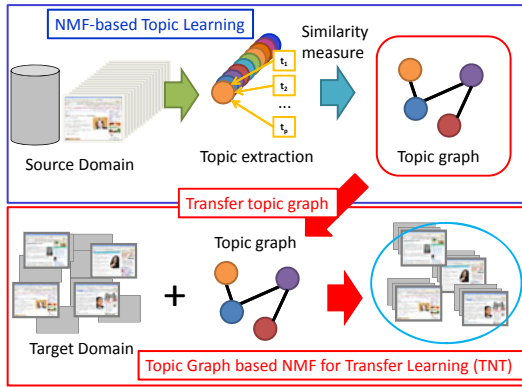 NMF-based Topic Learning
Similarity
measure
t1
t2
...
tp
Source Domain
Topic extraction
Topic graph
Transfer topic graph
Topic graph
+
Target Domain
Topic Graph based NMF for Transfer Learning (TNT)